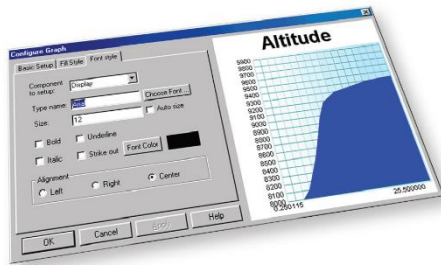 Configure Graph
Basic Setup Fill Style Font style
Component to setup: Display
Type name: Arial Choose Font ...
Size: 12 Auto size
Bold Underline
Italic Strike out Font Color
Alignment
Left Right Center
OK Cancel Apply Help
Altitude
9900
9800
9700
9600
9500
9400
9300
9200
9100
9000
8900
8800
8700
8600
8500
8400
8300
8200
8100
8000
0.250115 25.500000